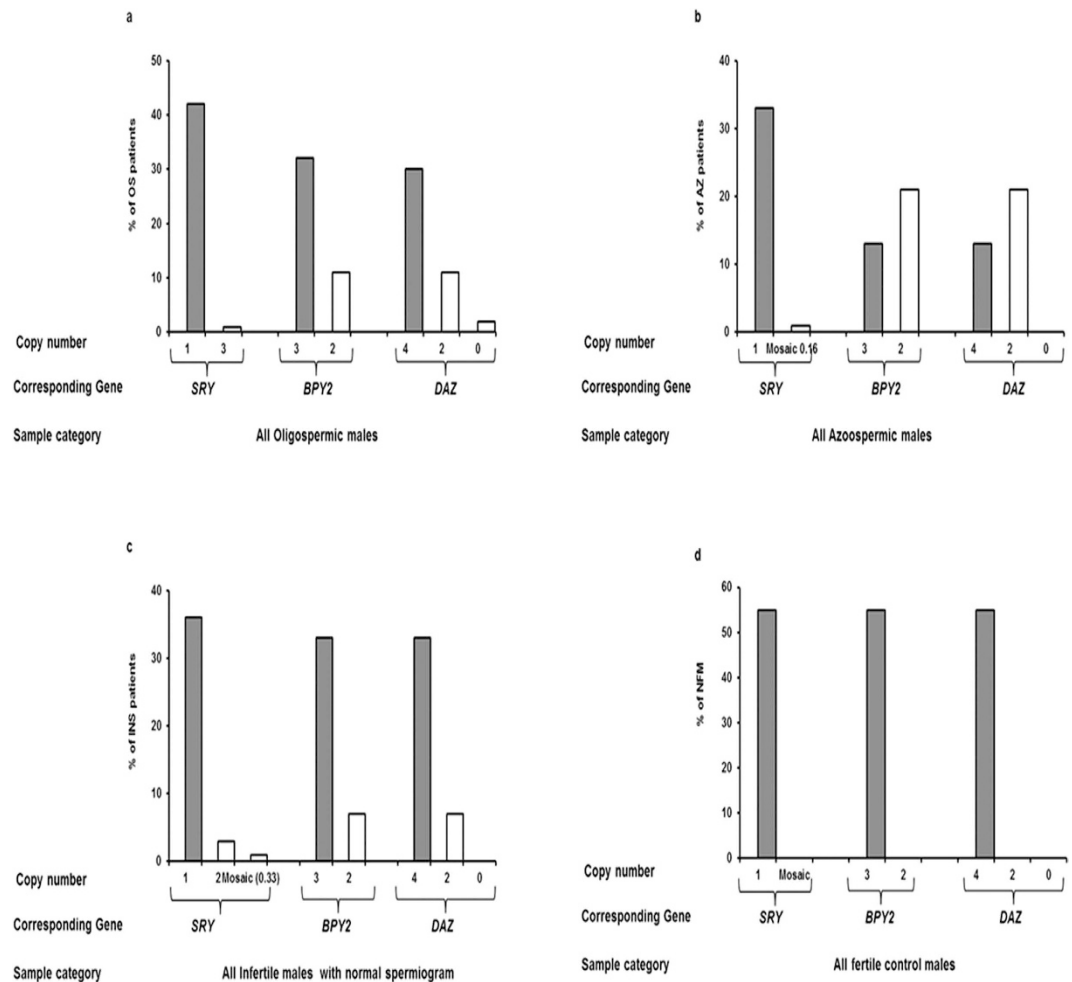 a
% of OS patients
50
40
30
20
10
0
Copy number
1 3 3 2 4 2 0
Corresponding Gene
SRY BPY2 DAZ
Sample category
All Oligospermic males
b
% of AZ patients
40
30
20
10
0
Copy number
1 Mosaic 0.16 3 2 4 2 0
Corresponding Gene
SRY BPY2 DAZ
Sample category
All Azoospermic males
c
% of INS patients
40
30
20
10
0
Copy number
1 2 Mosaic (0.33) 3 2 4 2 0
Corresponding Gene
SRY BPY2 DAZ
Sample category
All Infertile males with normal spermiogram
d
% of NFM
60
50
40
30
20
10
0
Copy number
1 Mosaic 3 2 4 2 0
Corresponding Gene
SRY BPY2 DAZ
Sample category
All fertile control males